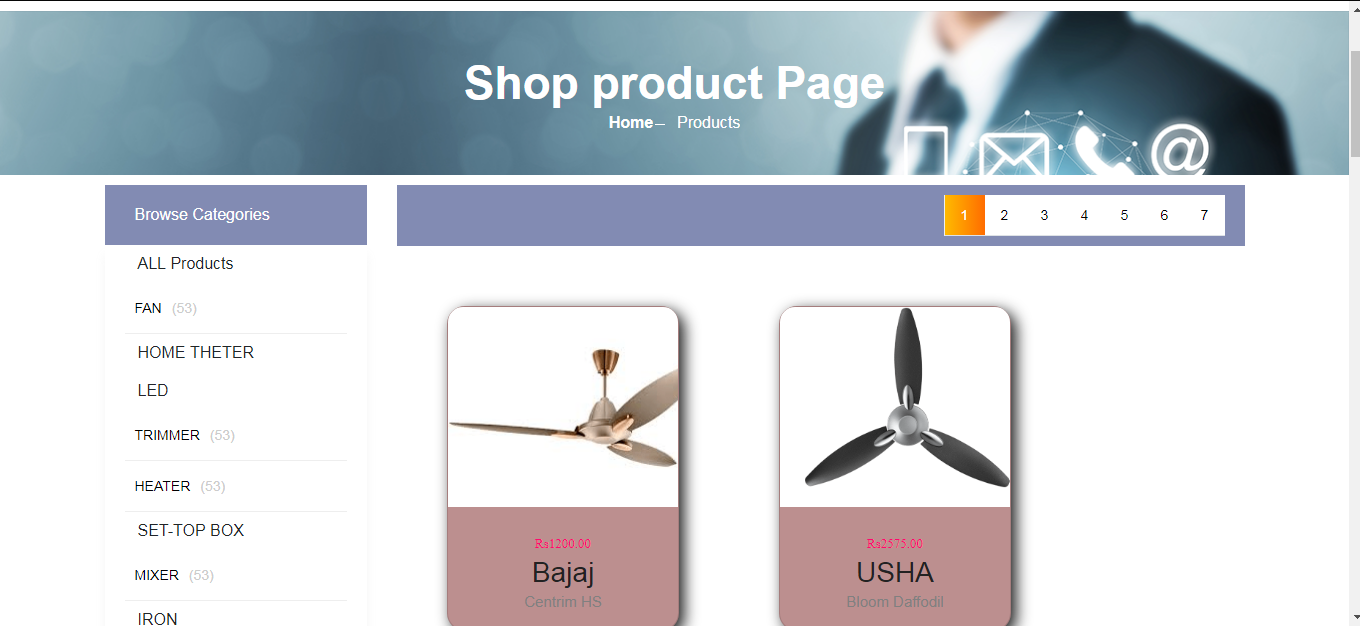 Shop product Page
Home – Products
Browse Categories
1 2 3 4 5 6 7
ALL Products
FAN (53)
HOME THETER
LED
TRIMMER (53)
HEATER (53)
SET-TOP BOX
MIXER (53)
IRON
Rs1200.00
Bajaj
Centrim HS
Rs2575.00
USHA
Bloom Daffodil
@